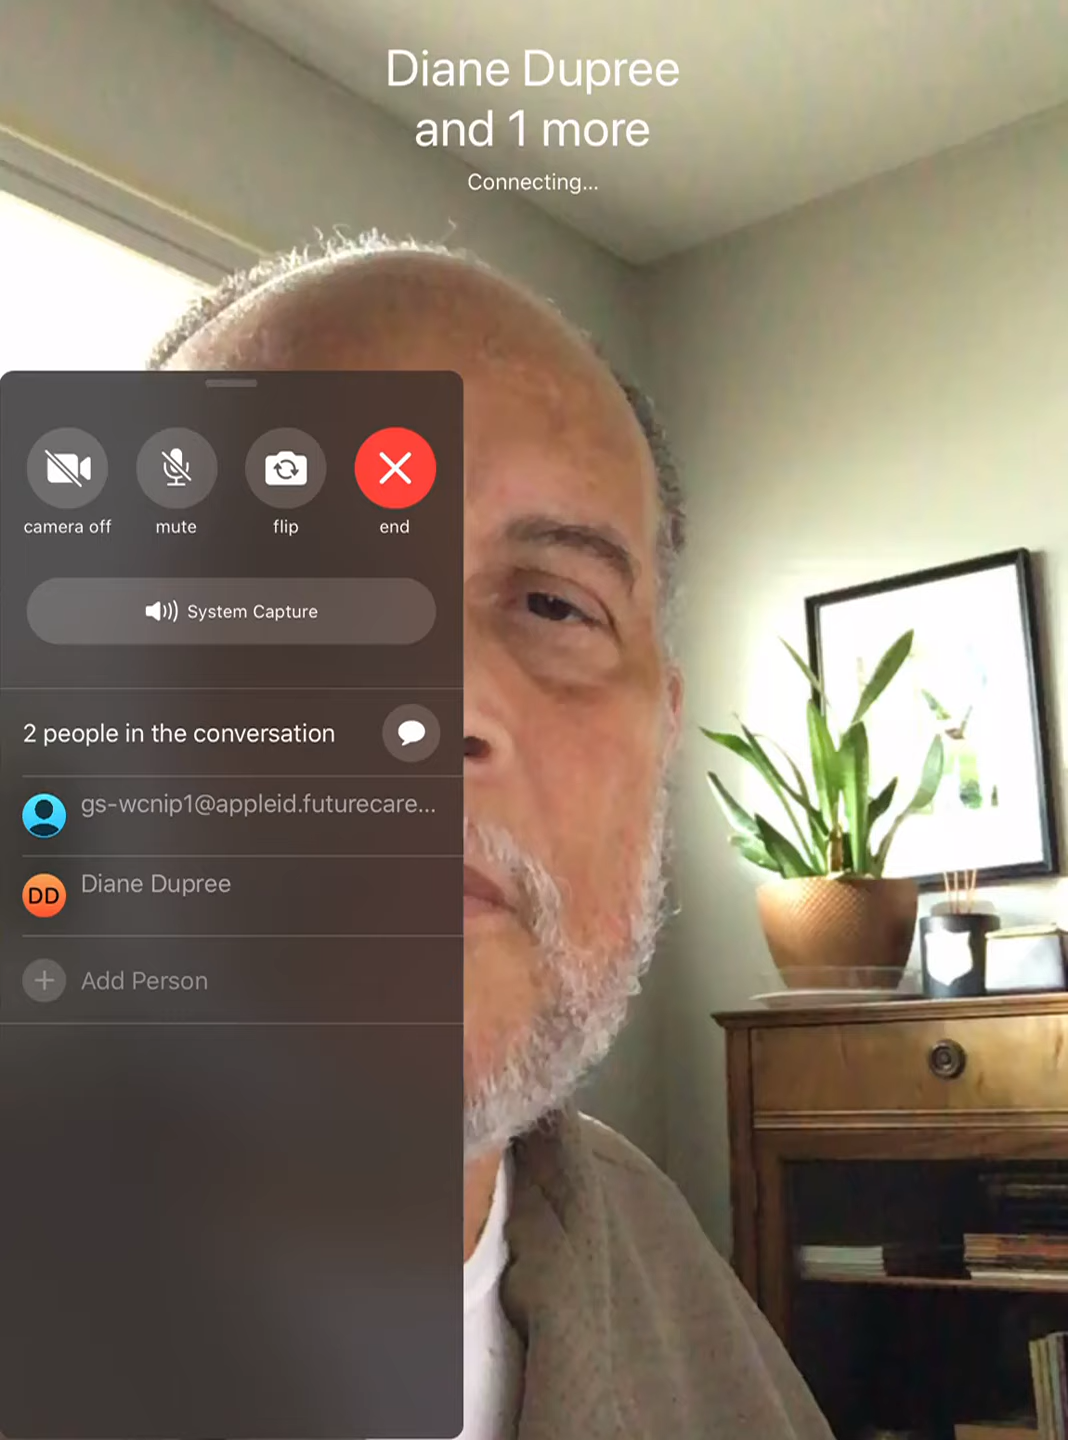 Diane Dupree
and 1 more
Connecting...
camera off
mute
flip
end
System Capture
2 people in the conversation
gs-wcnip1@appleid.futurecare...
DD
Diane Dupree
Add Person